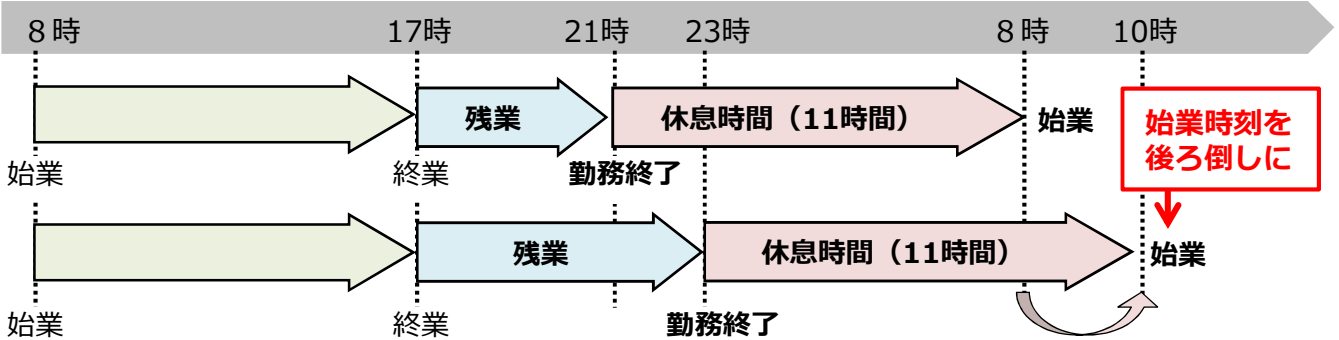 ８時 17時 21時 23時 ８時 10時
残業 休息時間（11時間） 始業
始業時刻を
後ろ倒しに
始業 終業 勤務終了
残業 休息時間（11時間） 始業
始業 終業 勤務終了